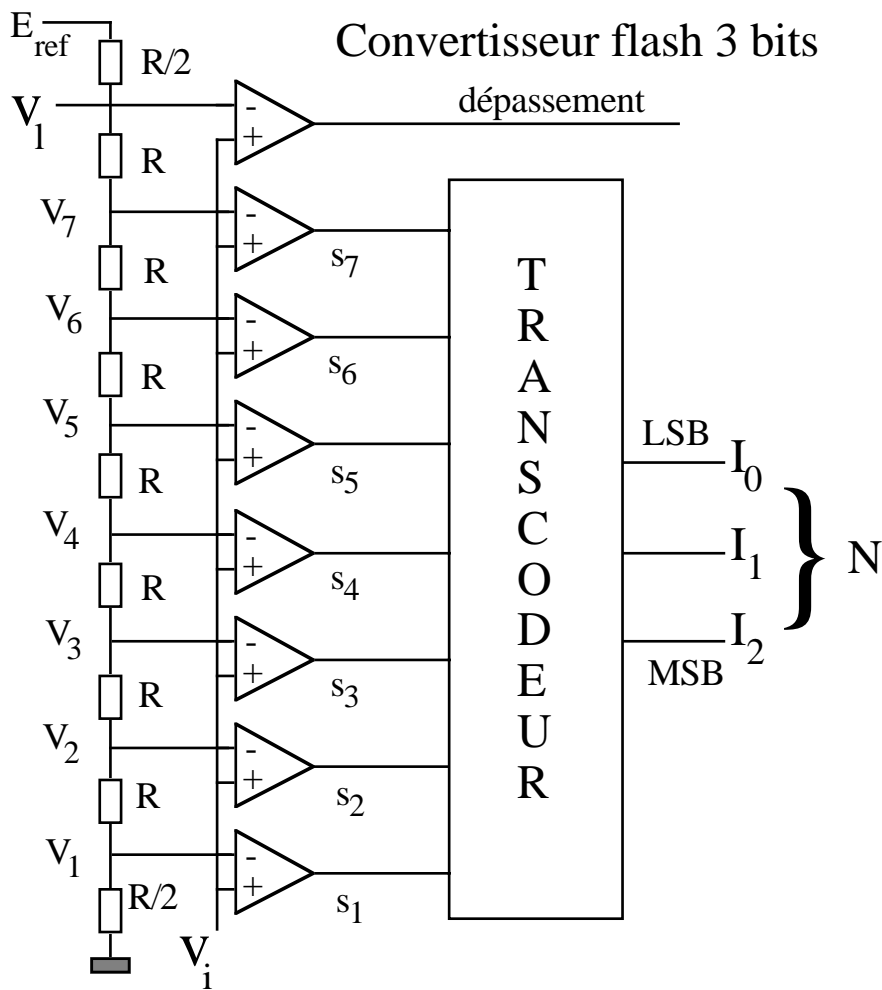 Convertisseur flash 3 bits
E_ref
R/2
V_l
dépassement
R
V_7
s_7
R
V_6
s_6
R
V_5
s_5
R
V_4
s_4
R
V_3
s_3
R
V_2
s_2
R
V_1
s_1
R/2
V_i
- +
- +
- +
- +
- +
- +
- +
- +
TRANSCODEUR
LSB I_0
I_1
I_2
MSB
} N